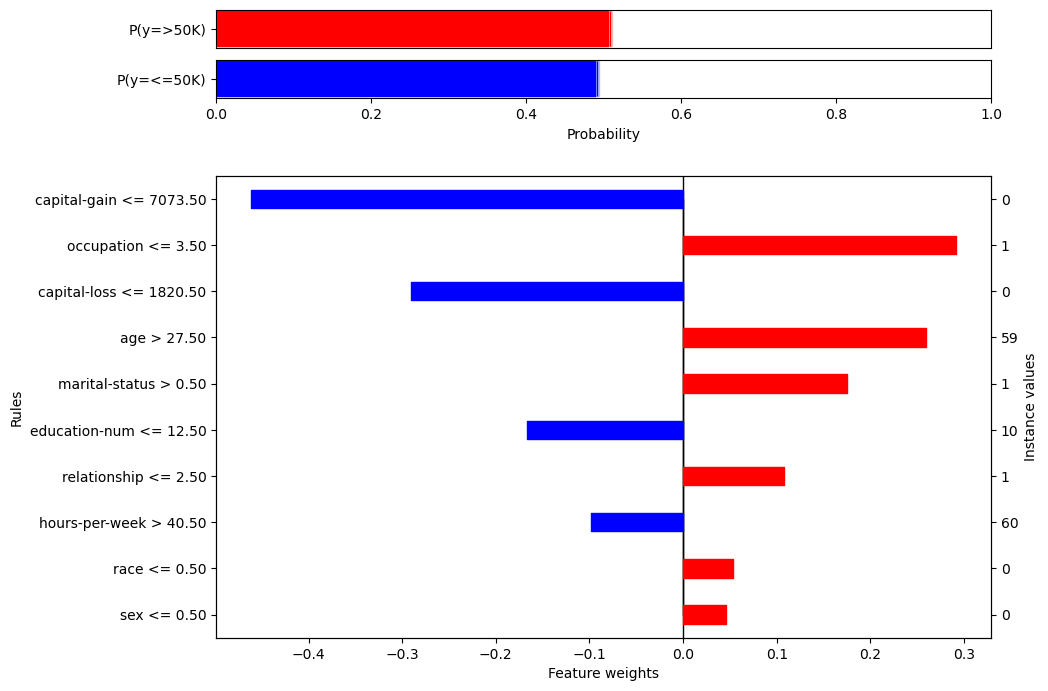 P(y=>50K)
P(y=<=50K)
0.0 0.2 0.4 0.6 0.8 1.0
Probability
capital-gain <= 7073.50 0
occupation <= 3.50 1
capital-loss <= 1820.50 0
age > 27.50 59
marital-status > 0.50 1
education-num <= 12.50 10
relationship <= 2.50 1
hours-per-week > 40.50 60
race <= 0.50 0
sex <= 0.50 0
Rules
Instance values
−0.4 −0.3 −0.2 −0.1 0.0 0.1 0.2 0.3
Feature weights